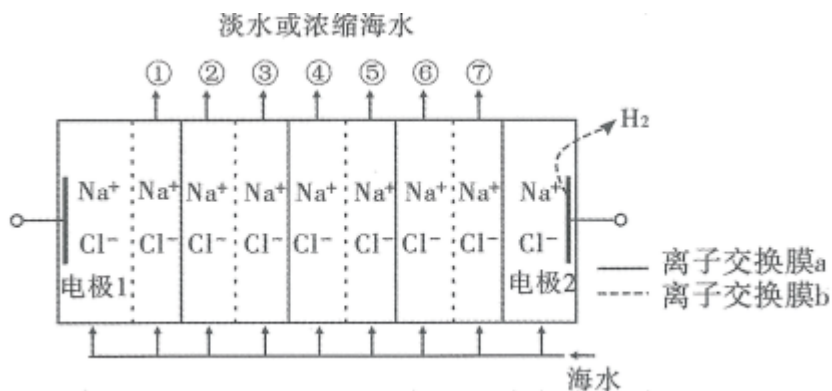 淡水或浓缩海水
① ② ③ ④ ⑤ ⑥ ⑦
H₂
Na⁺ Na⁺ Na⁺ Na⁺ Na⁺ Na⁺ Na⁺ Na⁺ Na⁺
Cl⁻ Cl⁻ Cl⁻ Cl⁻ Cl⁻ Cl⁻ Cl⁻ Cl⁻ Cl⁻
电极1 电极2
离子交换膜a
离子交换膜b
海水